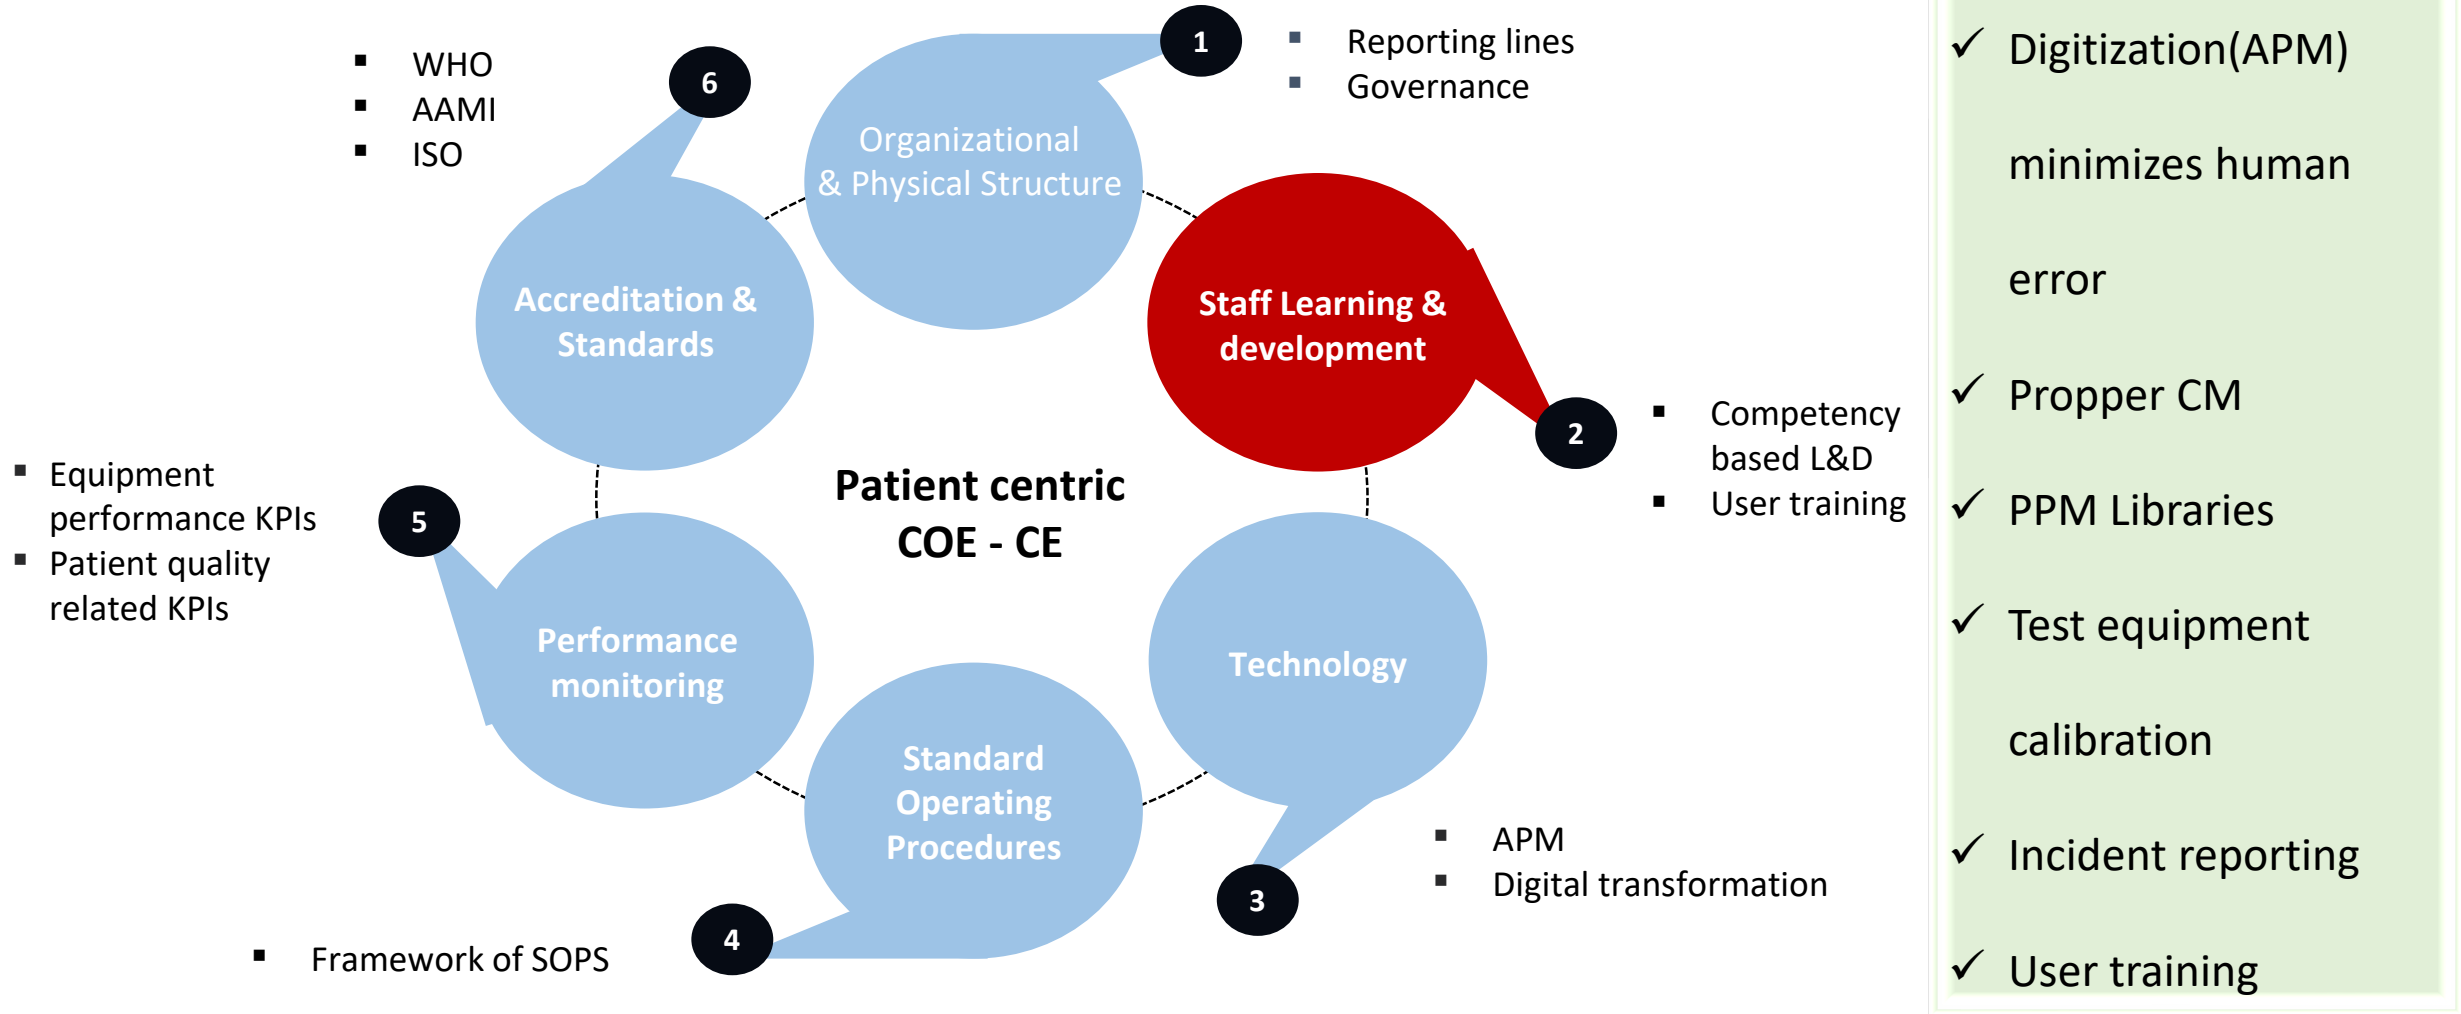 1
Reporting lines
Governance
Organizational
& Physical Structure
6
WHO
AAMI
ISO
Accreditation &
Standards
Staff Learning &
development
2
Competency
based L&D
User training
Patient centric
COE - CE
5
Equipment
performance KPIs
Patient quality
related KPIs
Performance
monitoring
Technology
3
APM
Digital transformation
Standard
Operating
Procedures
4
Framework of SOPS
✓ Digitization(APM)
minimizes human
error
✓ Propper CM
✓ PPM Libraries
✓ Test equipment
calibration
✓ Incident reporting
✓ User training